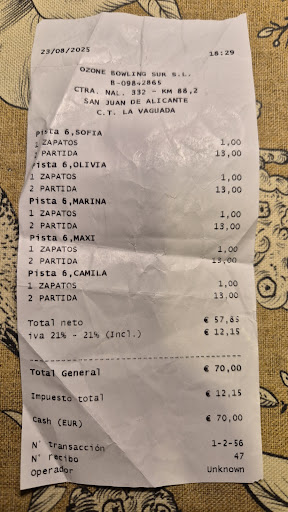 23/08/2025 18:29
OZONE BOWLING SUR S.L.
B-09842865
CTRA. NAL. 332 - KM 88,2
SAN JUAN DE ALICANTE
C.T. LA VAGUADA
Pista 6,SOFIA
1 ZAPATOS 1,00
2 PARTIDA 13,00
Pista 6,OLIVIA
1 ZAPATOS 1,00
2 PARTIDA 13,00
Pista 6,MARINA
1 ZAPATOS 1,00
2 PARTIDA 13,00
Pista 6,MAXI
1 ZAPATOS 1,00
2 PARTIDA 13,00
Pista 6,CAMILA
1 ZAPATOS 1,00
2 PARTIDA 13,00
Total neto € 57,85
iva 21% - 21% (Incl.) € 12,15
Total General € 70,00
Impuesto total € 12,15
Cash (EUR) € 70,00
N° transacción 1-2-56
N° recibo 47
Operador Unknown